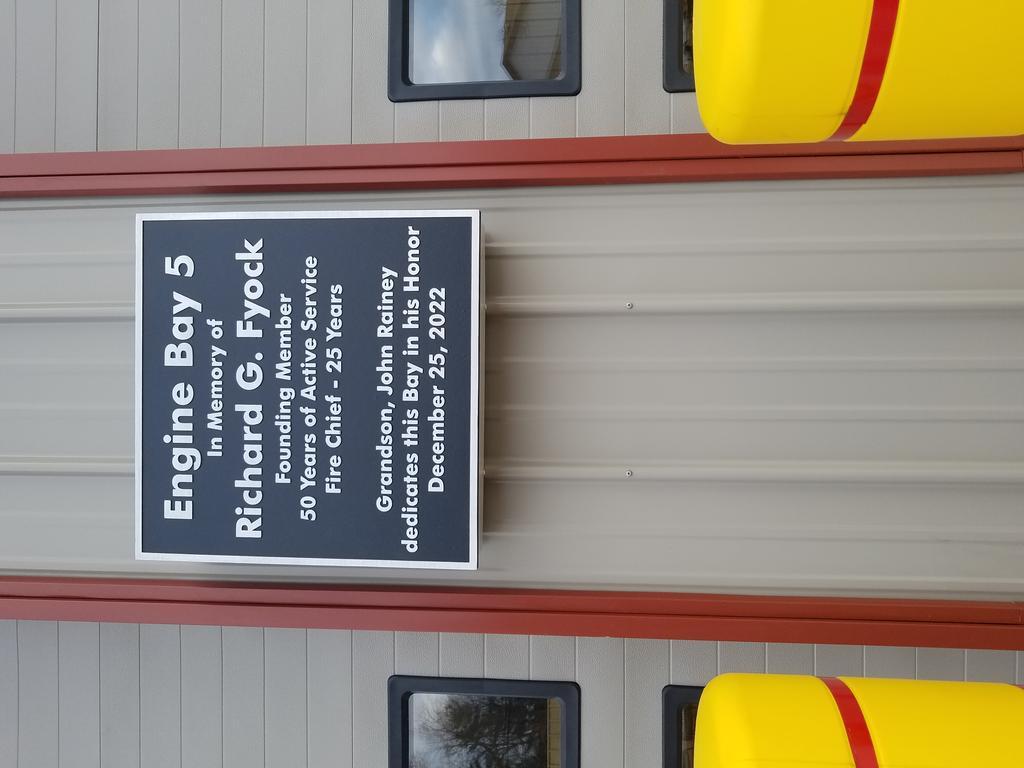 Engine Bay 5
In Memory of
Richard G. Fyock
Founding Member
50 Years of Active Service
Fire Chief - 25 Years
Grandson, John Rainey
dedicates this Bay in his Honor
December 25, 2022